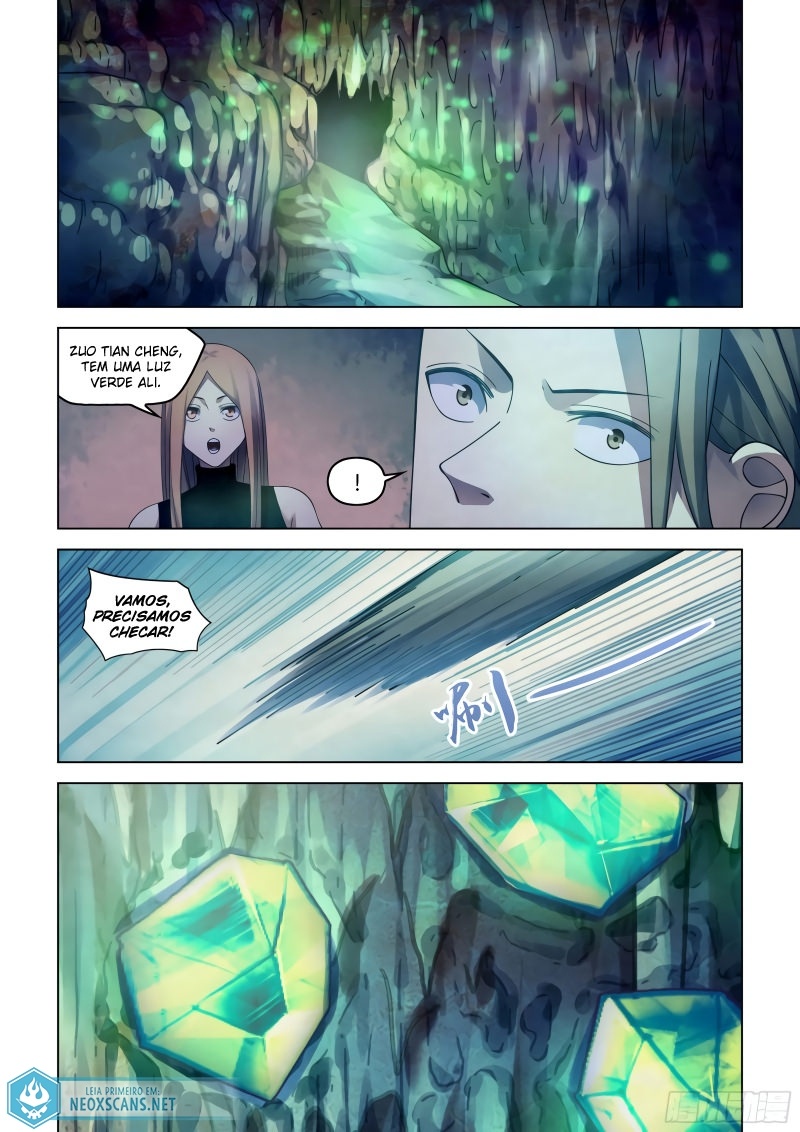 ZUO TIAN CHENG,
TEM UMA LUZ
VERDE ALI.
!
VAMOS,
PRECISAMOS
CHECAR!
唰
LEIA PRIMEIRO EM:
NEOXSCANS.NET